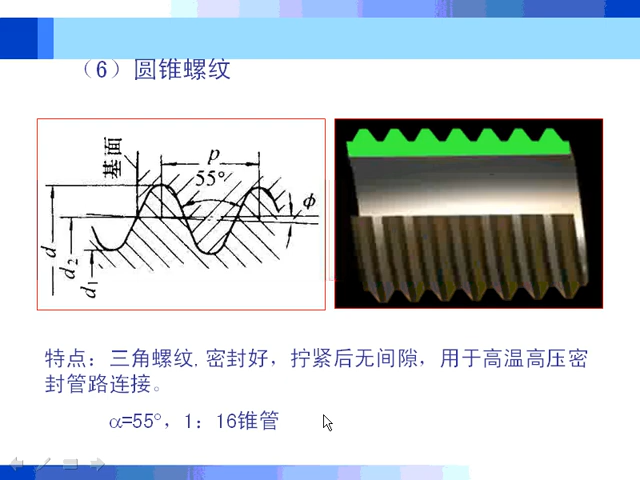 （6）圆锥螺纹
基面
p
55°
ϕ
d
d2
d1
特点：三角螺纹.密封好，拧紧后无间隙，用于高温高压密
封管路连接。
α=55°，1：16锥管